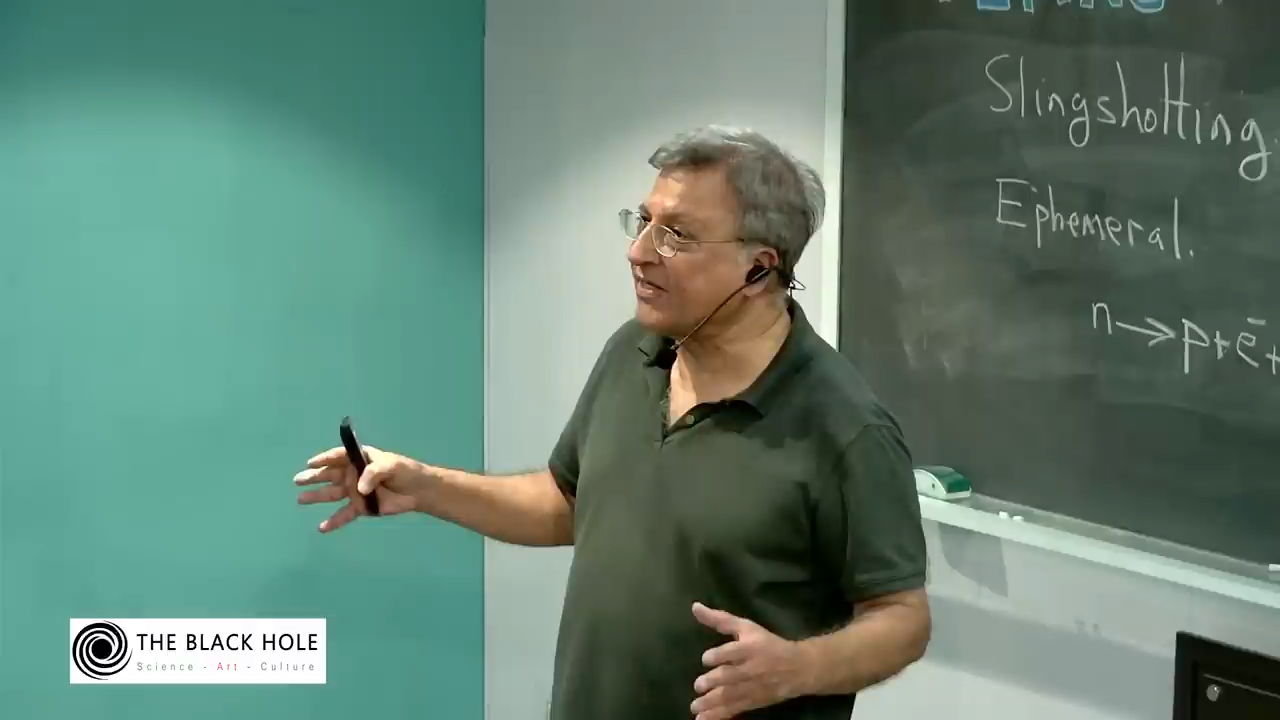 Slingshotting.
Ephemeral.
n → p + e⁻ +
THE BLACK HOLE
Science - Art - Culture